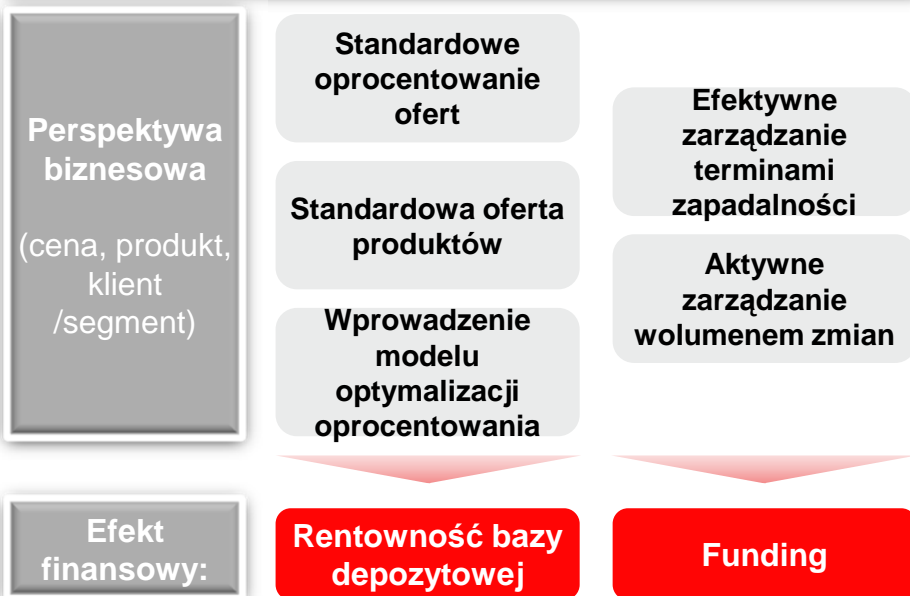 Perspektywa
biznesowa
(cena, produkt,
klient
/segment)
Standardowe
oprocentowanie
ofert
Standardowa oferta
produktów
Wprowadzenie
modelu
optymalizacji
oprocentowania
Efektywne
zarządzanie
terminami
zapadalności
Aktywne
zarządzanie
wolumenem zmian
Efekt
finansowy:
Rentowność bazy
depozytowej
Funding